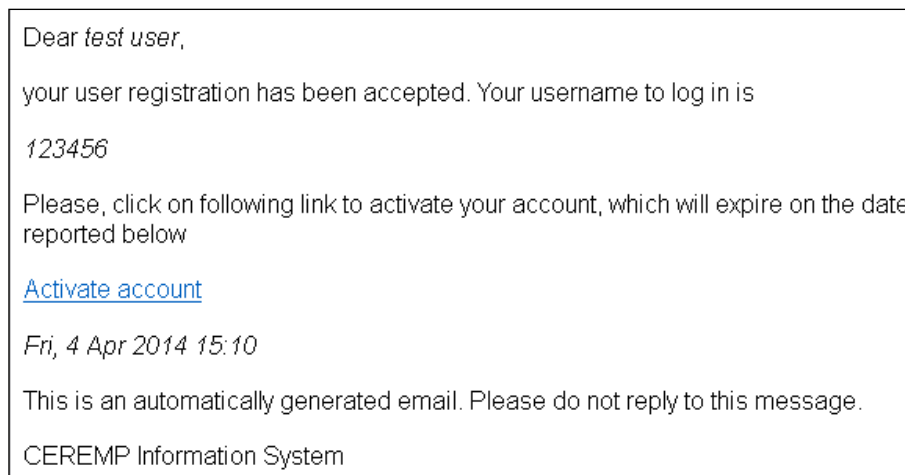 Dear test user,
your user registration has been accepted. Your username to log in is
123456
Please, click on following link to activate your account, which will expire on the date
reported below
Activate account
Fri, 4 Apr 2014 15:10
This is an automatically generated email. Please do not reply to this message.
CEREMP Information System